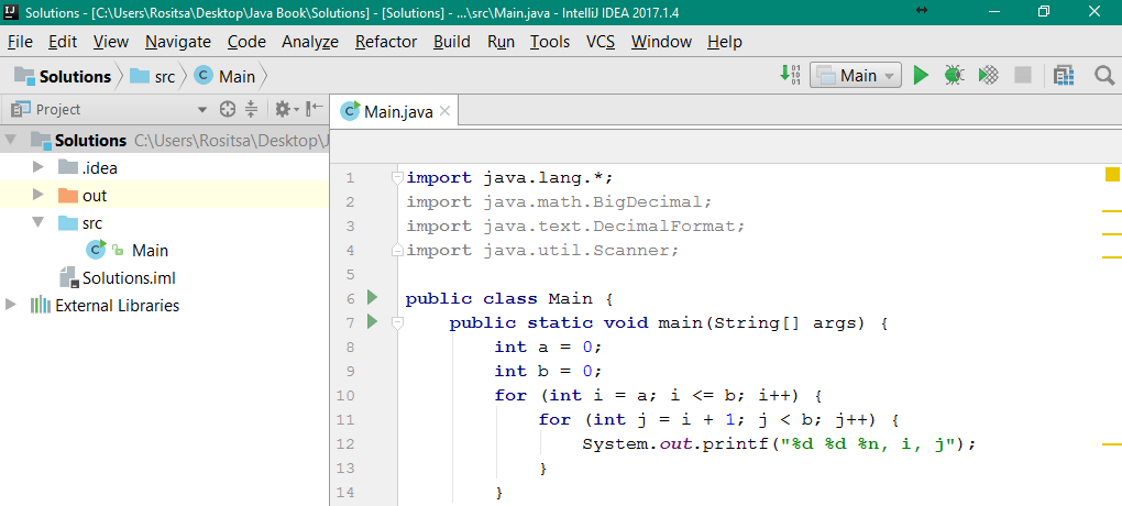 Solutions - [C:\Users\Rositsa\Desktop\Java Book\Solutions] - [Solutions] - ...\src\Main.java - IntelliJ IDEA 2017.1.4
File Edit View Navigate Code Analyze Refactor Build Run Tools VCS Window Help
Solutions src C Main Main
Project
C Main.java
Solutions C:\Users\Rositsa\Desktop\J
.idea
out
src
C Main
Solutions.iml
External Libraries
1 import java.lang.*;
2 import java.math.BigDecimal;
3 import java.text.DecimalFormat;
4 import java.util.Scanner;
5
6 public class Main {
7 public static void main(String[] args) {
8 int a = 0;
9 int b = 0;
10 for (int i = a; i <= b; i++) {
11 for (int j = i + 1; j < b; j++) {
12 System.out.printf("%d %d %n, i, j");
13 }
14 }